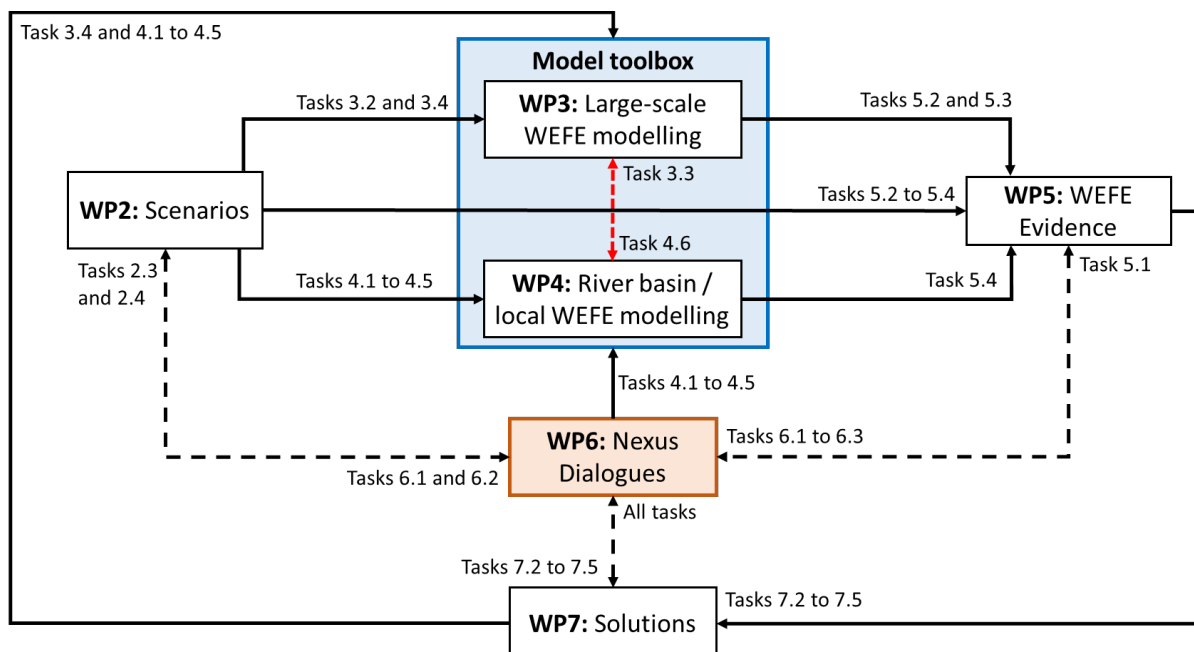 Task 3.4 and 4.1 to 4.5
Model toolbox
Tasks 3.2 and 3.4
WP3: Large-scale
WEFE modelling
Tasks 5.2 and 5.3
Task 3.3
WP2: Scenarios
Tasks 5.2 to 5.4
WP5: WEFE
Evidence
Task 4.6
Tasks 2.3
and 2.4
Tasks 4.1 to 4.5
WP4: River basin /
local WEFE modelling
Task 5.4
Task 5.1
Tasks 4.1 to 4.5
WP6: Nexus
Dialogues
Tasks 6.1 to 6.3
Tasks 6.1 and 6.2
All tasks
Tasks 7.2 to 7.5
WP7: Solutions
Tasks 7.2 to 7.5